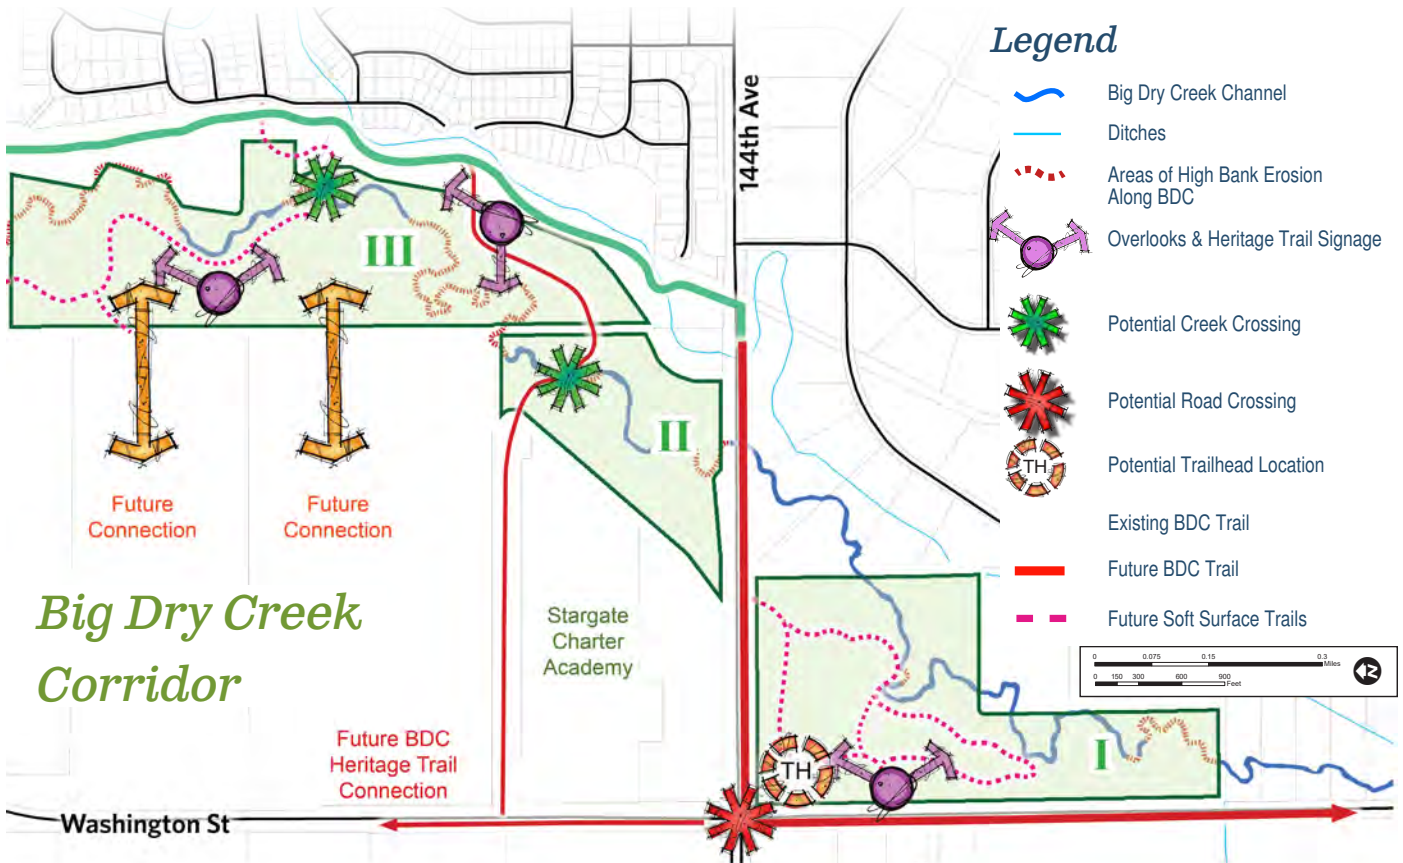 Legend
Big Dry Creek Channel
Ditches
Areas of High Bank Erosion
Along BDC
Overlooks & Heritage Trail Signage
Potential Creek Crossing
Potential Road Crossing
TH
Potential Trailhead Location
Existing BDC Trail
Future BDC Trail
Future Soft Surface Trails
0 0.075 0.15 0.3
Miles
0 150 300 600 900
Feet
N
144th Ave
III
II
I
Future
Connection
Future
Connection
Big Dry Creek
Corridor
Stargate
Charter
Academy
Future BDC
Heritage Trail
Connection
TH
Washington St